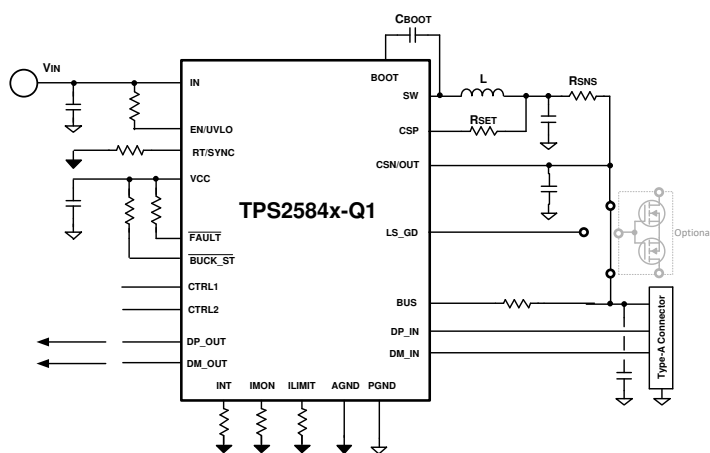 CBOOT
VIN
BOOT
IN
SW
L
RSNS
EN/UVLO
CSP
RSET
RT/SYNC
CSN/OUT
VCC
TPS2584x-Q1
LS_GD
Optiona
FAULT
BUCK_ST
CTRL1
BUS
CTRL2
DP_OUT
DP_IN
DM_OUT
DM_IN
Type-A Connector
INT
IMON
ILIMIT
AGND
PGND